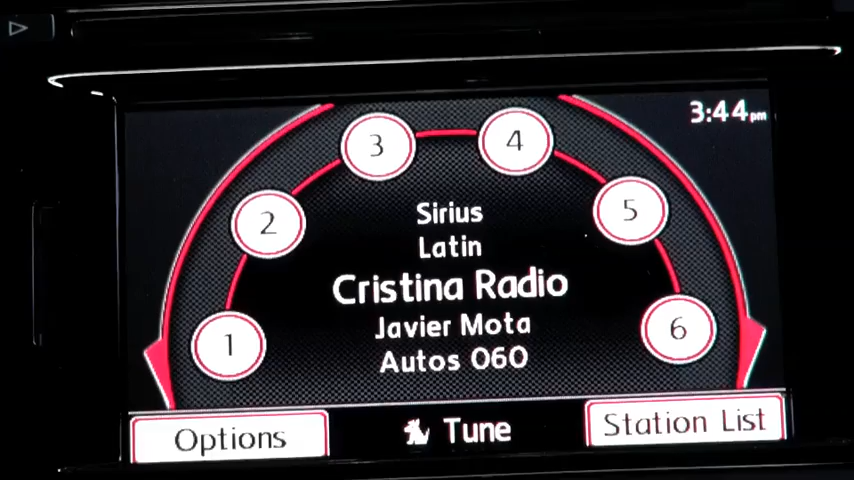 3:44pm
3
4
2
5
1
6
Sirius
Latin
Cristina Radio
Javier Mota
Autos 060
Options
Tune
Station List